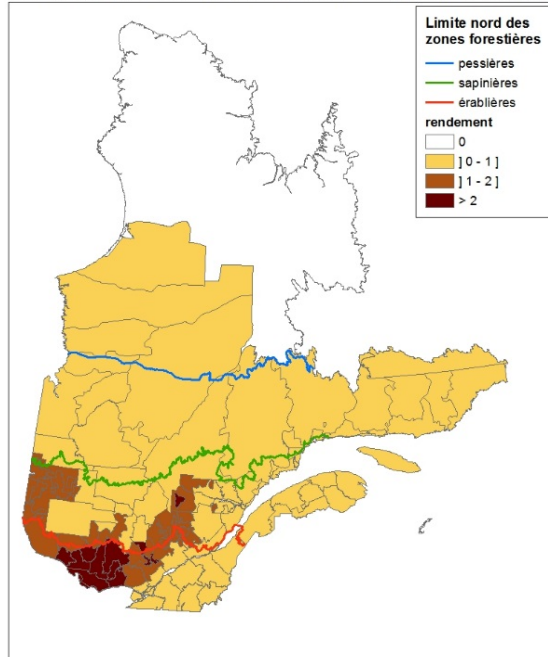 Limite nord des
zones forestières
pessières
sapinières
érablières
rendement
0
] 0 - 1 ]
] 1 - 2 ]
> 2